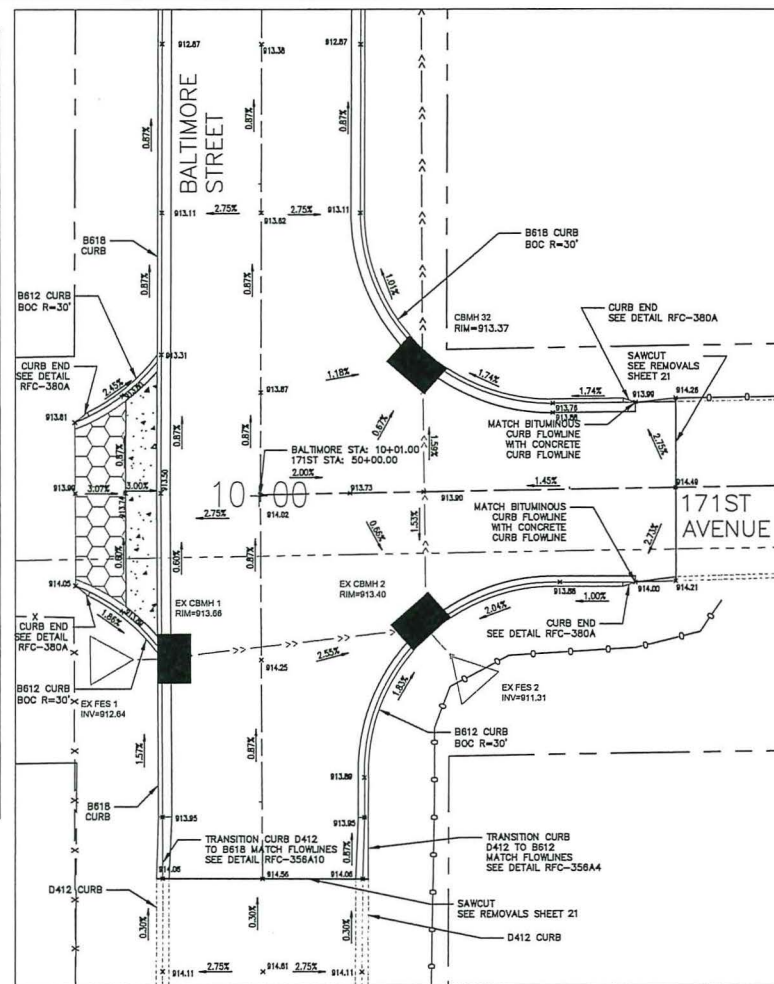 912.87
913.38
912.87
0.87%
0.87%
0.87%
BALTIMORE
STREET
913.11
2.75%
2.75%
913.11
913.62
B618
CURB
B618 CURB
BOC R=30'
0.87%
0.87%
1.01%
B612 CURB
BOC R=30'
CBMH 32
RIM=913.37
CURB END
SEE DETAIL RFC-380A
913.31
CURB END
SEE DETAIL
RFC-380A
2.45%
SAWCUT
SEE REMOVALS
SHEET 21
1.18%
1.74%
913.87
1.74%
913.99
914.26
913.81
913.76
0.87%
0.87%
0.87%
0.67%
1.59%
MATCH BITUMINOUS
CURB FLOWLINE
WITH CONCRETE
CURB FLOWLINE
2.75%
BALTIMORE STA: 10+01.00
171ST STA: 50+00.00
2.00%
913.99
3.07%
3.00%
913.74
913.50
10+00
913.73
913.90
1.45%
914.49
2.75%
914.02
171ST
AVENUE
MATCH BITUMINOUS
CURB FLOWLINE
WITH CONCRETE
CURB FLOWLINE
0.60%
0.60%
0.87%
0.66%
1.53%
2.73%
914.05
EX CBMH 1
RIM=913.66
EX CBMH 2
RIM=913.40
913.88
914.00
914.21
1.00%
2.04%
CURB END
SEE DETAIL
RFC-380A
1.86%
CURB END
SEE DETAIL RFC-380A
2.55%
914.25
B612 CURB
BOC R=30'
EX FES 1
INV=912.64
1.83%
EX FES 2
INV=911.31
B612 CURB
BOC R=30'
1.57%
0.87%
913.89
B618
CURB
913.95
913.95
TRANSITION CURB D412
TO B618 MATCH FLOWLINES
SEE DETAIL RFC-356A10
0.87%
TRANSITION CURB
D412 TO B612
MATCH FLOWLINES
SEE DETAIL RFC-356A4
914.06
914.56
914.06
D412 CURB
SAWCUT
SEE REMOVALS SHEET 21
0.30%
0.30%
0.30%
D412 CURB
914.11
2.75%
914.61
2.75%
914.11